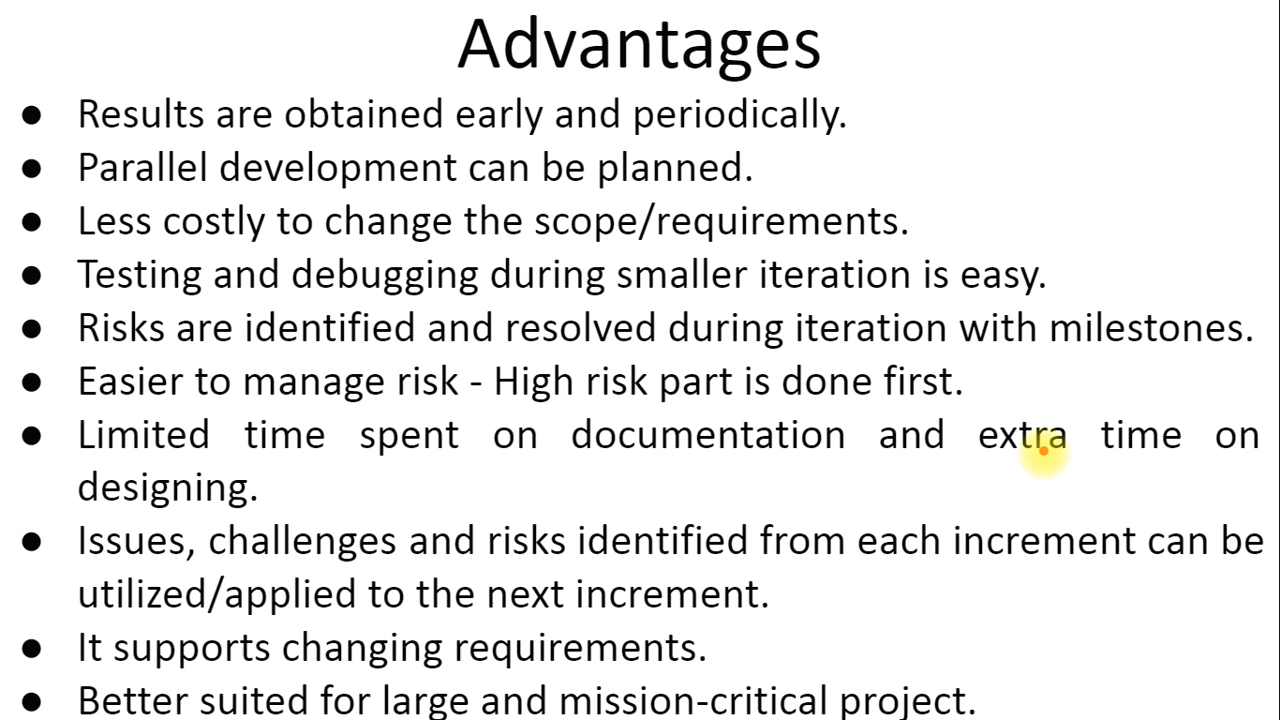 Advantages
● Results are obtained early and periodically.
● Parallel development can be planned.
● Less costly to change the scope/requirements.
● Testing and debugging during smaller iteration is easy.
● Risks are identified and resolved during iteration with milestones.
● Easier to manage risk - High risk part is done first.
● Limited time spent on documentation and extra time on
designing.
● Issues, challenges and risks identified from each increment can be
utilized/applied to the next increment.
● It supports changing requirements.
● Better suited for large and mission-critical project.